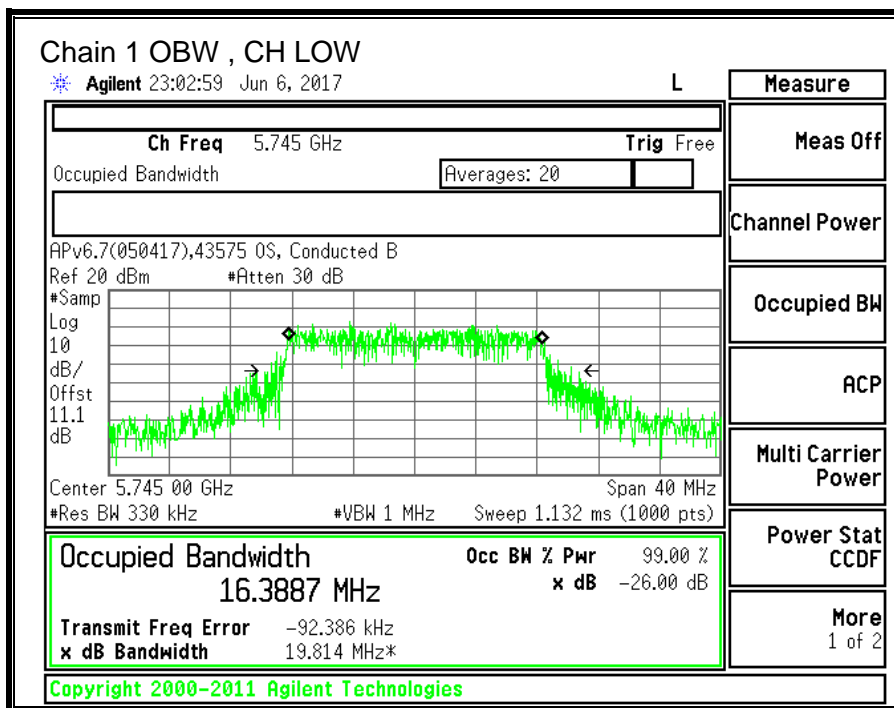 Chain 1 OBW , CH LOW
Agilent 23:02:59 Jun 6, 2017 L
Measure
Ch Freq 5.745 GHz Trig Free
Occupied Bandwidth Averages: 20
APv6.7(050417),43575 OS, Conducted B
Ref 20 dBm #Atten 30 dB
#Samp
Log
10
dB/
Offst
11.1
dB
Center 5.745 00 GHz Span 40 MHz
#Res BW 330 kHz #VBW 1 MHz Sweep 1.132 ms (1000 pts)
Occupied Bandwidth Occ BW % Pwr 99.00 %
16.3887 MHz x dB -26.00 dB
Transmit Freq Error -92.386 kHz
x dB Bandwidth 19.814 MHz*
Meas Off
Channel Power
Occupied BW
ACP
Multi Carrier
Power
Power Stat
CCDF
More
1 of 2
Copyright 2000-2011 Agilent Technologies